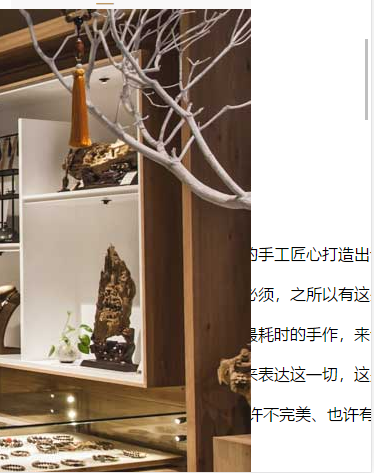 的手工匠心打造出
必须，之所以有这
最耗时的手作，来
来表达这一切，这
许不完美、也许有